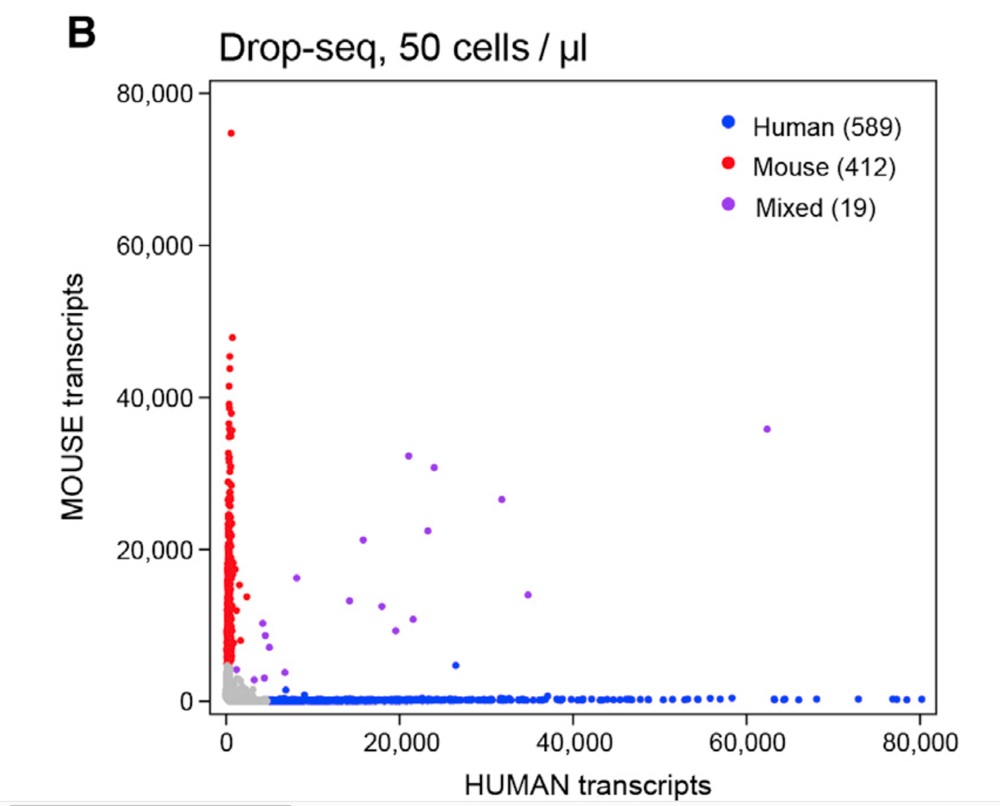 B
Drop-seq, 50 cells / µl
80,000
60,000
40,000
20,000
0
MOUSE transcripts
Human (589)
Mouse (412)
Mixed (19)
0
20,000
40,000
60,000
80,000
HUMAN transcripts